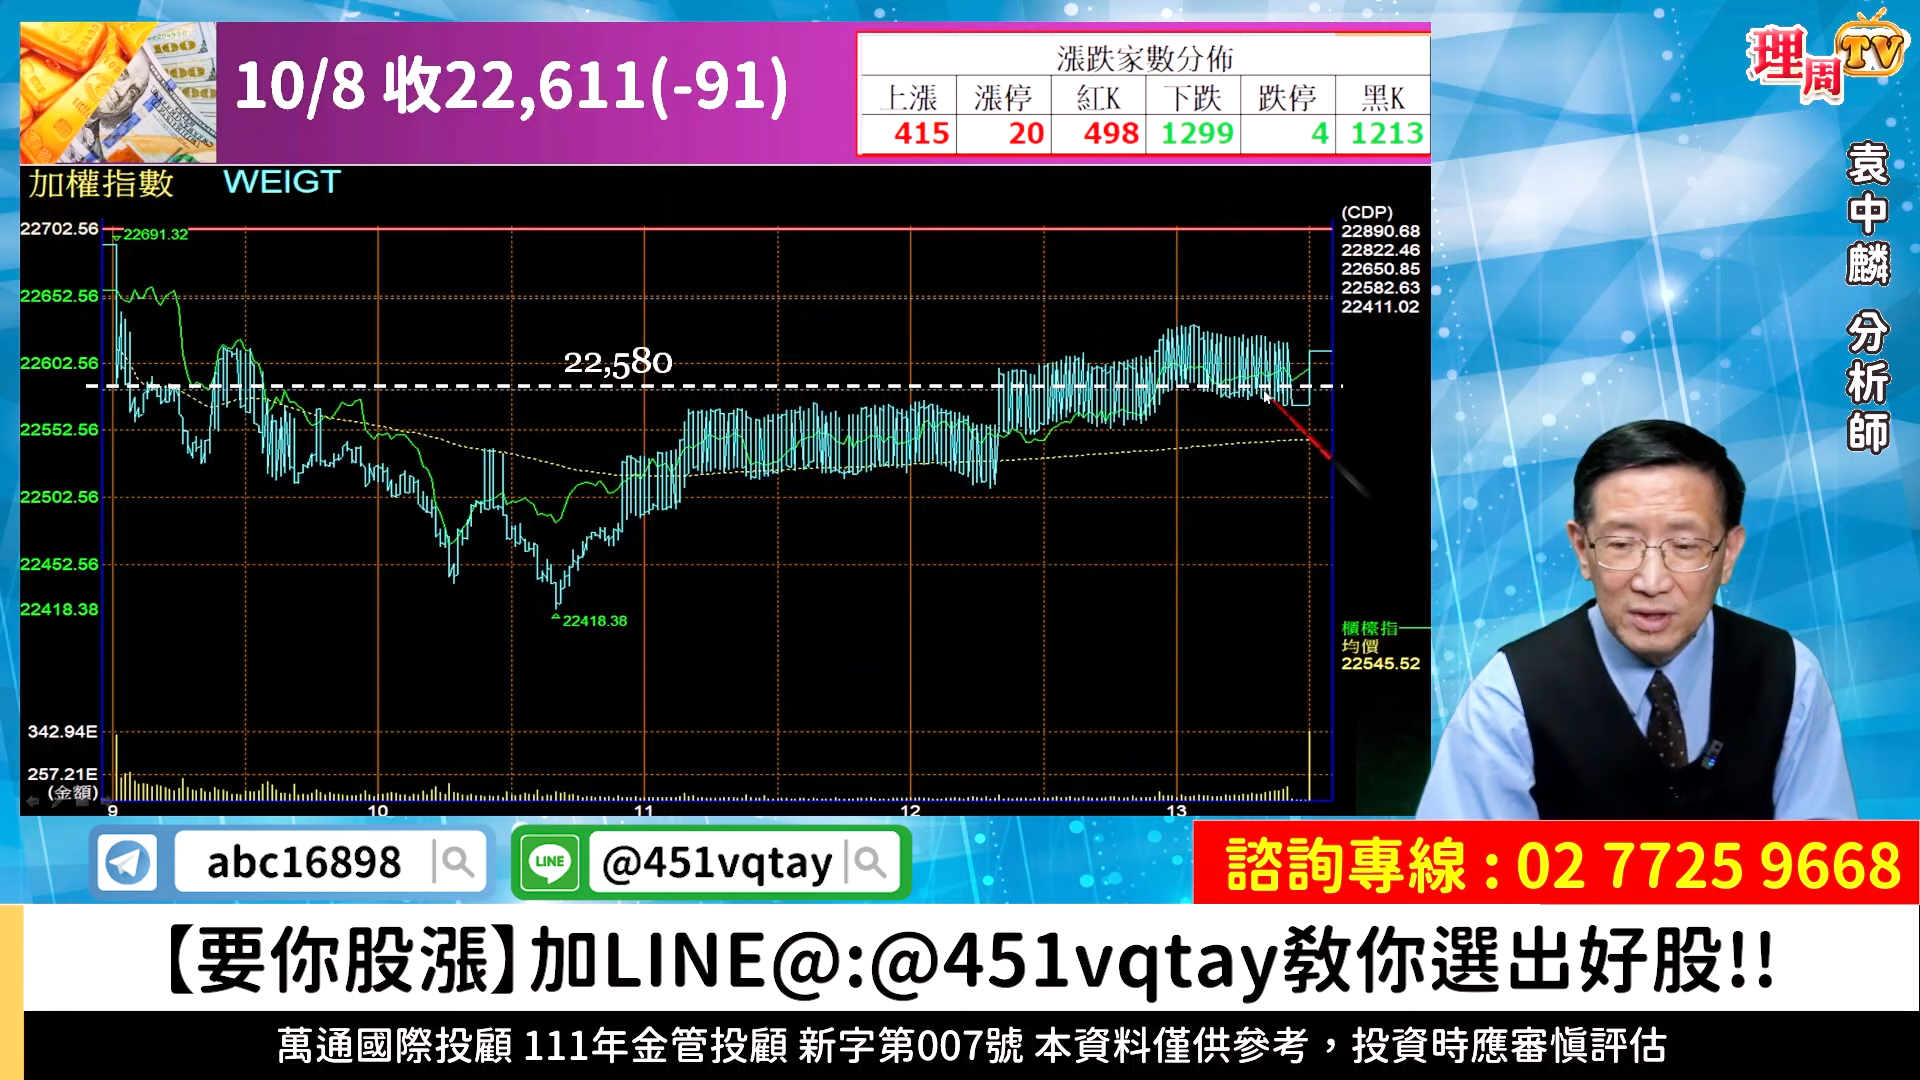 10/8 收22,611(-91)
漲跌家數分佈
上漲 漲停 紅K 下跌 跌停 黑K
415 20 498 1299 4 1213
理周TV
袁中麟 分析師
加權指數 WEIGT
22702.56
22652.56
22602.56
22552.56
22502.56
22452.56
22418.38
342.94E
257.21E
(金額)
22691.32
22,580
22418.38
(CDP)
22890.68
22822.46
22650.85
22582.63
22411.02
櫃檯指
均價
22545.52
9 10 11 12 13
abc16898
LINE
@451vqtay
諮詢專線 : 02 7725 9668
【要你股漲】加LINE@:@451vqtay教你選出好股!!
萬通國際投顧 111年金管投顧 新字第007號 本資料僅供參考，投資時應審慎評估